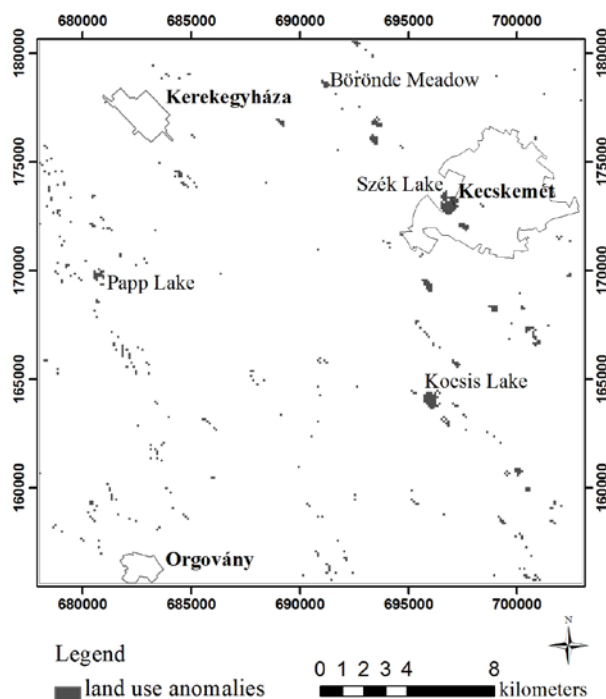 680000 685000 690000 695000 700000
180000 180000
Börönde Meadow
Kerekegyháza
175000 175000
Szék Lake Kecskemét
170000 170000
Papp Lake
165000 165000
Kocsis Lake
160000 160000
Orgovány
680000 685000 690000 695000 700000
N
Legend
0 1 2 3 4 8
land use anomalies kilometers